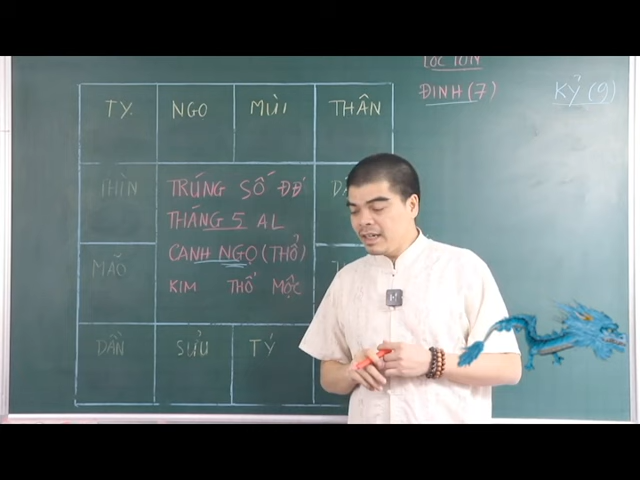 LỘC TỒN
ĐINH (7)
KỶ (9)
TỴ.
NGỌ
MÙI
THÂN
THÌN
TRÚNG SỐ ĐĐ
THÁNG 5 AL
CANH NGỌ (THỔ)
MÃO
KIM THỔ MỘC
DẦN
SỬU
TÝ